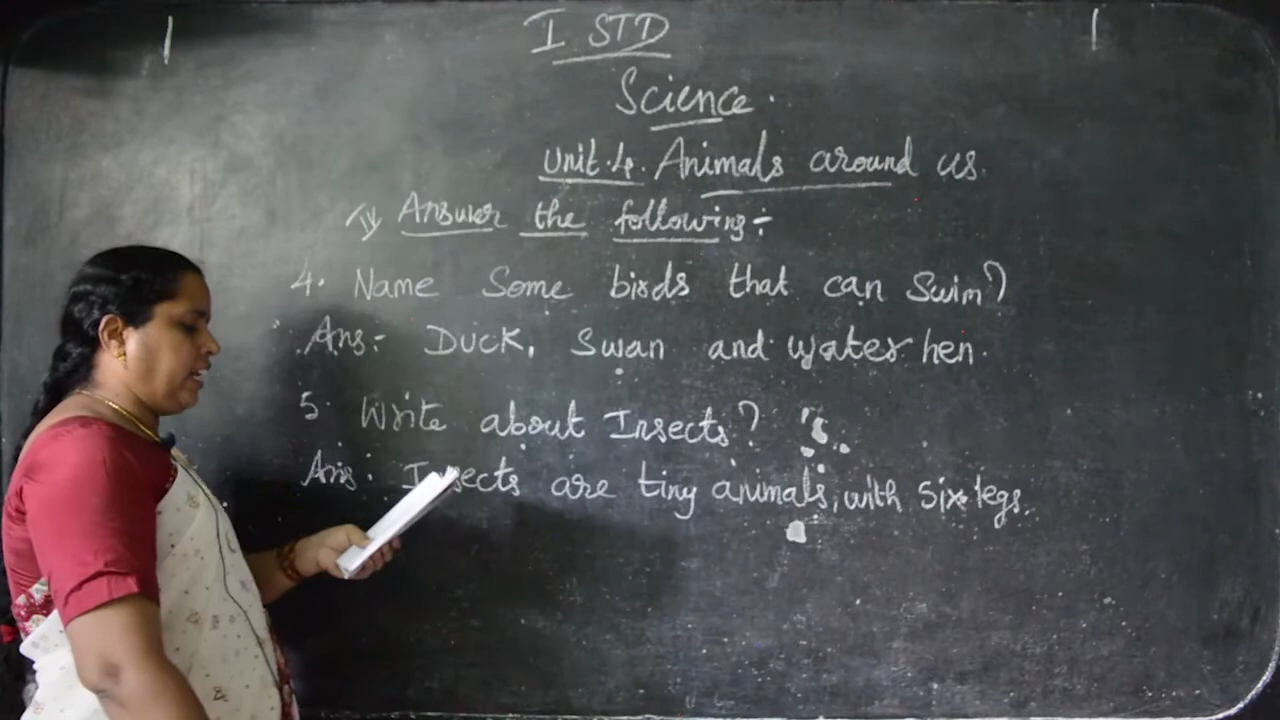 I STD
Science.
Unit.4. Animals around us.
IV Answer the following:-
4. Name Some birds that can Swim?
Ans:- Duck, Swan and water hen.
5. Write about Insects?
Ans: Insects are tiny animals, with six legs.